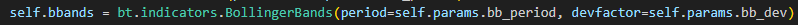 self.bbands = bt.indicators.BollingerBands(period=self.params.bb_period, devfactor=self.params.bb_dev)